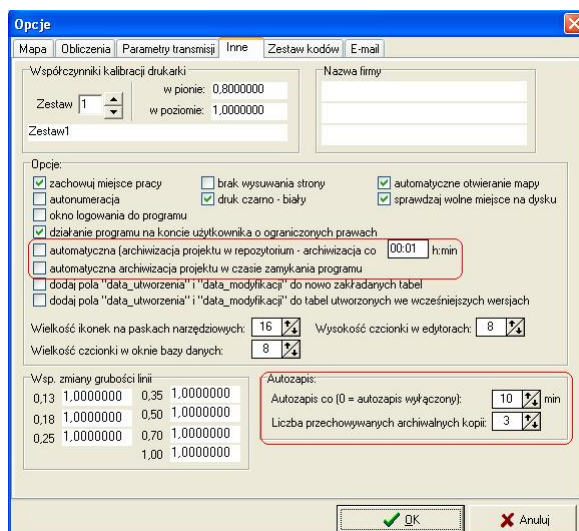 Opcje
Mapa Obliczenia Parametry transmisji Inne Zestaw kodów E-mail
Współczynniki kalibracji drukarki
Zestaw 1
w pionie: 0,8000000
w poziomie: 1,0000000
Zestaw1
Nazwa firmy
Opcje:
zachowuj miejsce pracy brak wysuwania strony automatyczne otwieranie mapy
autonumeracja druk czarno - biały sprawdzaj wolne miejsce na dysku
okno logowania do programu
działanie programu na koncie użytkownika o ograniczonych prawach
automatyczna (archiwizacja projektu w repozytorium - archiwizacja co 00:01 h:min
automatyczna archiwizacja projektu w czasie zamykania programu
dodaj pola "data_utworzenia" i "data_modyfikacji" do nowo zakładanych tabel
dodaj pola "data_utworzenia" i "data_modyfikacji" do tabel utworzonych we wcześniejszych wersjach
Wielkość ikonek na paskach narzędziowych: 16 Wysokość czcionki w edytorach: 8
Wielkość czcionki w oknie bazy danych: 8
Wsp. zmiany grubości linii
0,13 1,0000000 0,35 1,0000000
0,18 1,0000000 0,50 1,0000000
0,25 1,0000000 0,70 1,0000000
1,00 1,0000000
Autozapis:
Autozapis co (0 = autozapis wyłączony): 10 min
Liczba przechowywanych archiwalnych kopii: 3
OK Anuluj